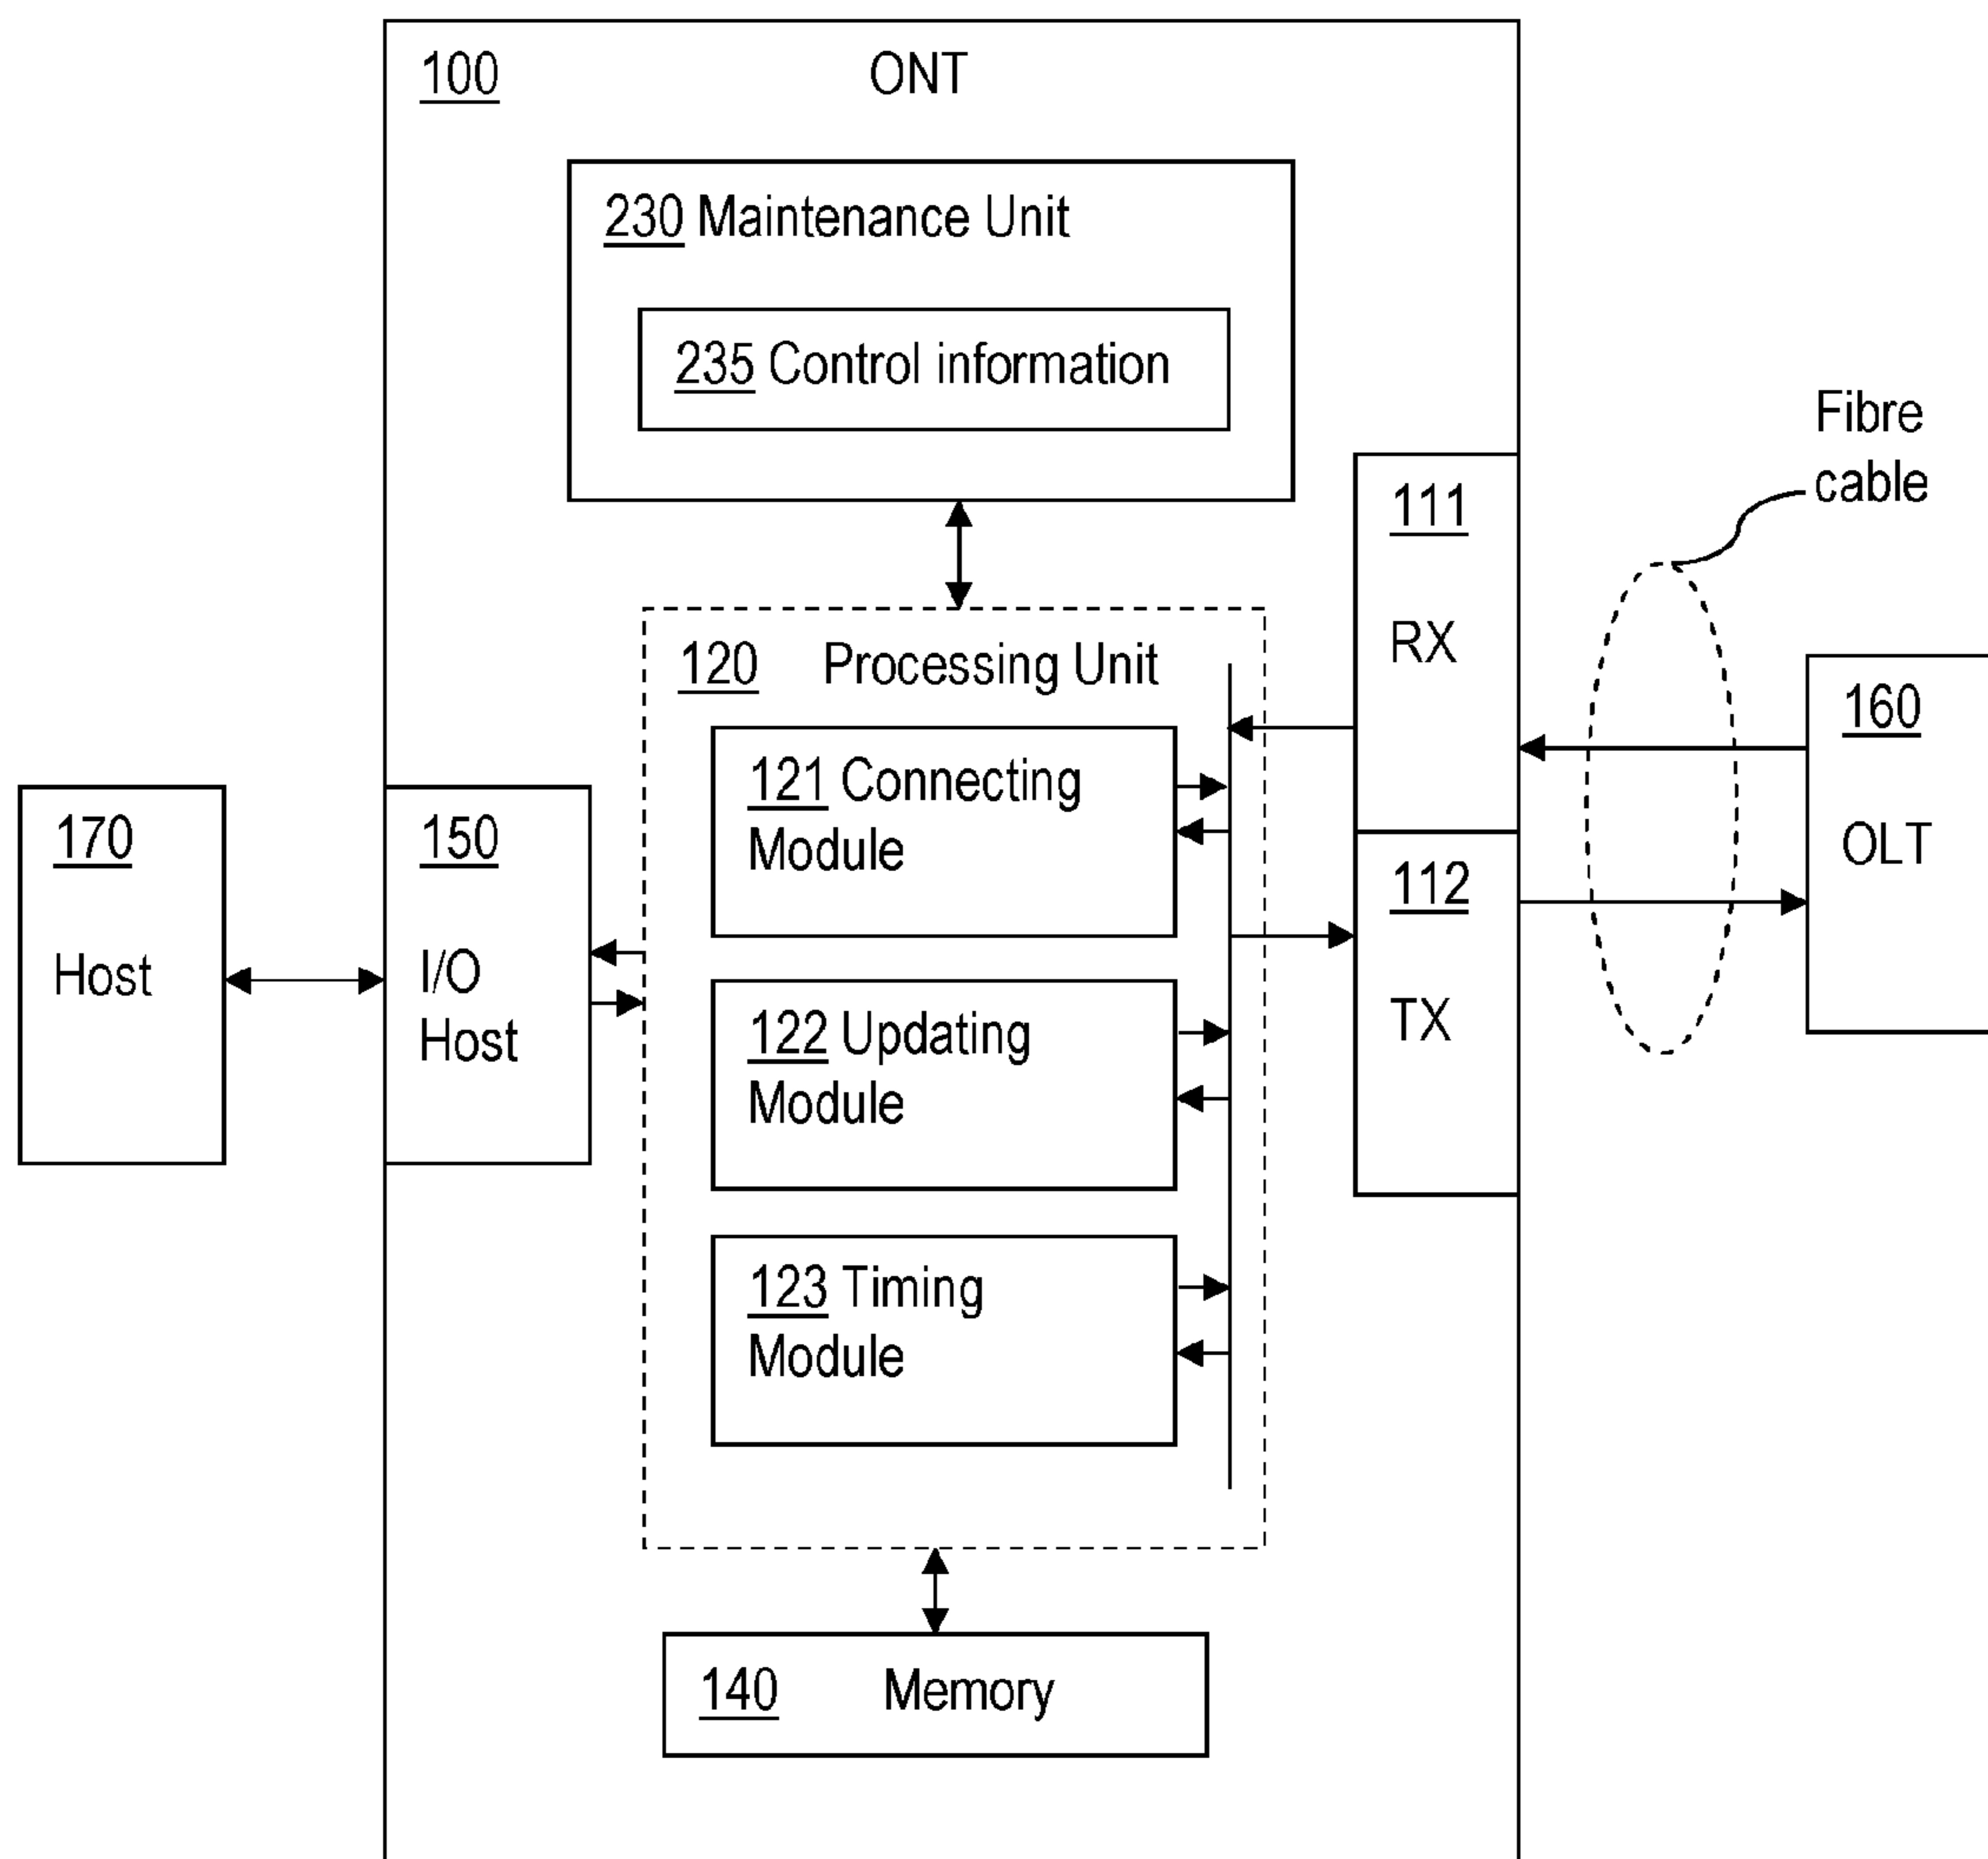 100 ONT
230 Maintenance Unit
235 Control information
Fibre
cable
111
RX
120 Processing Unit
160
OLT
121 Connecting
Module
170
Host
150
I/O
Host
112
TX
122 Updating
Module
123 Timing
Module
140 Memory